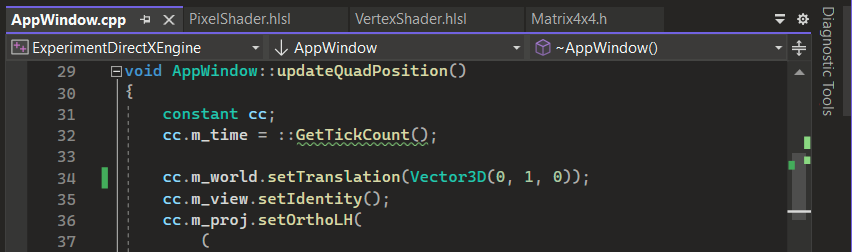 AppWindow.cpp PixelShader.hlsl VertexShader.hlsl Matrix4x4.h
ExperimentDirectXEngine AppWindow ~AppWindow()
29 void AppWindow::updateQuadPosition()
30 {
31 constant cc;
32 cc.m_time = ::GetTickCount();
33
34 cc.m_world.setTranslation(Vector3D(0, 1, 0));
35 cc.m_view.setIdentity();
36 cc.m_proj.setOrthoLH(
37 (
Diagnostic Tools